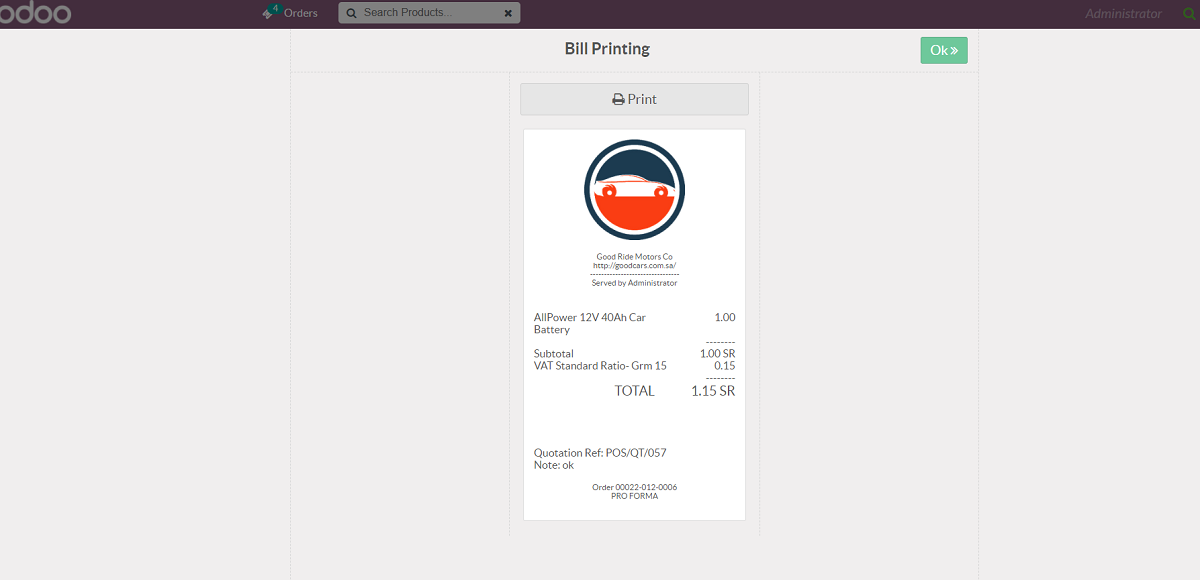 odoo
4
Orders
Search Products...
Administrator
Bill Printing
Ok
Print
Good Ride Motors Co
http://goodcars.com.sa/
--------------------------------
Served by Administrator
AllPower 12V 40Ah Car 1.00
Battery
--------
Subtotal 1.00 SR
VAT Standard Ratio- Grm 15 0.15
--------
TOTAL 1.15 SR
Quotation Ref: POS/QT/057
Note: ok
Order 00022-012-0006
PRO FORMA